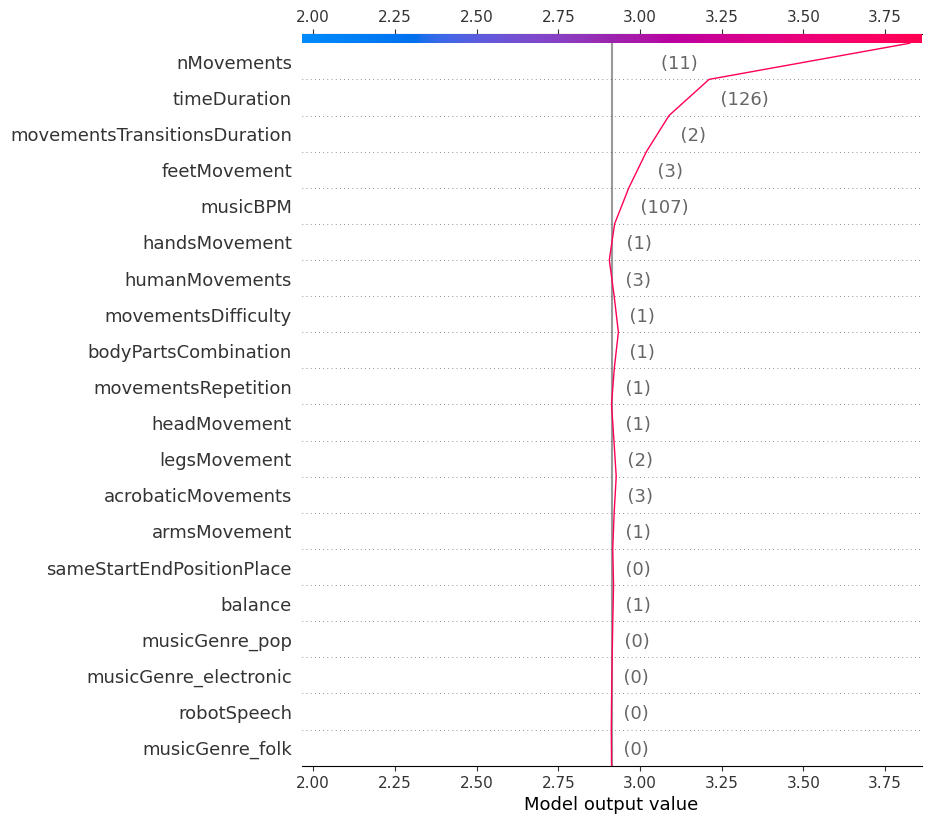 2.00 2.25 2.50 2.75 3.00 3.25 3.50 3.75
nMovements (11)
timeDuration (126)
movementsTransitionsDuration (2)
feetMovement (3)
musicBPM (107)
handsMovement (1)
humanMovements (3)
movementsDifficulty (1)
bodyPartsCombination (1)
movementsRepetition (1)
headMovement (1)
legsMovement (2)
acrobaticMovements (3)
armsMovement (1)
sameStartEndPositionPlace (0)
balance (1)
musicGenre_pop (0)
musicGenre_electronic (0)
robotSpeech (0)
musicGenre_folk (0)
2.00 2.25 2.50 2.75 3.00 3.25 3.50 3.75
Model output value